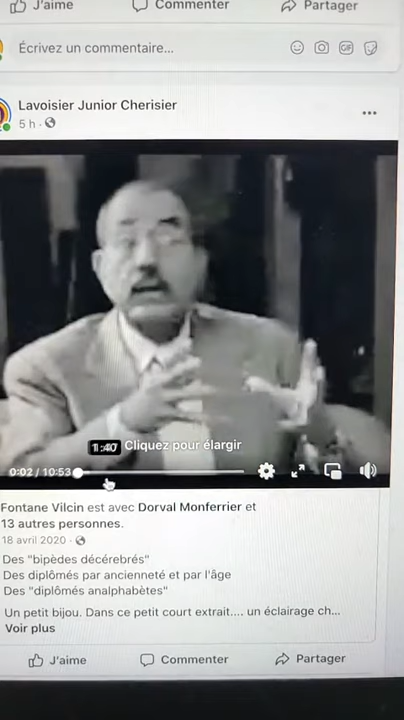 J'aime Commenter Partager
Écrivez un commentaire...
GIF
Lavoisier Junior Cherisier
5 h ·
1:40 Cliquez pour élargir
0:02 / 10:53
Fontane Vilcin est avec Dorval Monferrier et
13 autres personnes.
18 avril 2020 ·
Des "bipèdes décérebrés"
Des diplômés par ancienneté et par l'âge
Des "diplômés analphabètes"
Un petit bijou. Dans ce petit court extrait.... un éclairage ch...
Voir plus
J'aime Commenter Partager